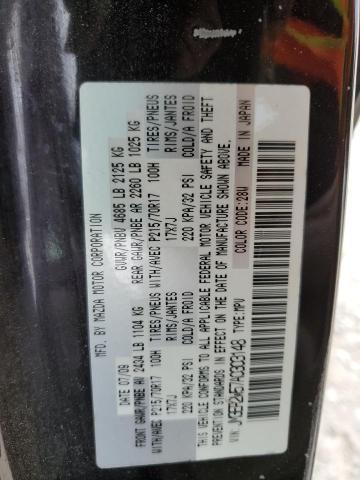 MFD. BY MAZDA MOTOR CORPORATION
DATE 07/09
GVWR/PNBV 4685 LB 2125 KG
FRONT GAWR/PNBE AV 2434 LB 1104 KG
REAR GAWR/PNBE AR 2260 LB 1025 KG
WITH/AVEC P215/70R17 100H TIRES/PNEUS
WITH/AVEC P215/70R17 100H TIRES/PNEUS
17X7J RIMS/JANTES
17X7J RIMS/JANTES
220 KPA/32 PSI COLD/A FROID
220 KPA/32 PSI COLD/A FROID
THIS VEHICLE CONFORMS TO ALL APPLICABLE FEDERAL MOTOR VEHICLE SAFETY AND THEFT
PREVENTION STANDARDS IN EFFECT ON THE DATE OF MANUFACTURE SHOWN ABOVE.
TYPE: MPV
COLOR CODE: 28W
MADE IN JAPAN